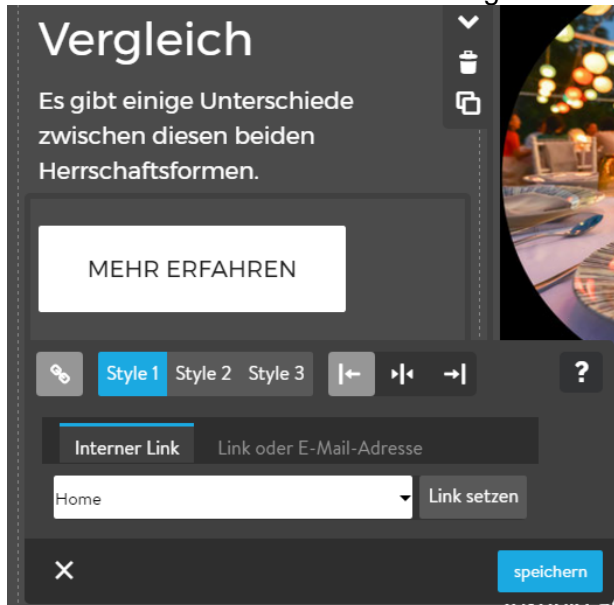 Vergleich
Es gibt einige Unterschiede
zwischen diesen beiden
Herrschaftsformen.
MEHR ERFAHREN
Style 1 Style 2 Style 3 ?
Interner Link Link oder E-Mail-Adresse
Home Link setzen
speichern